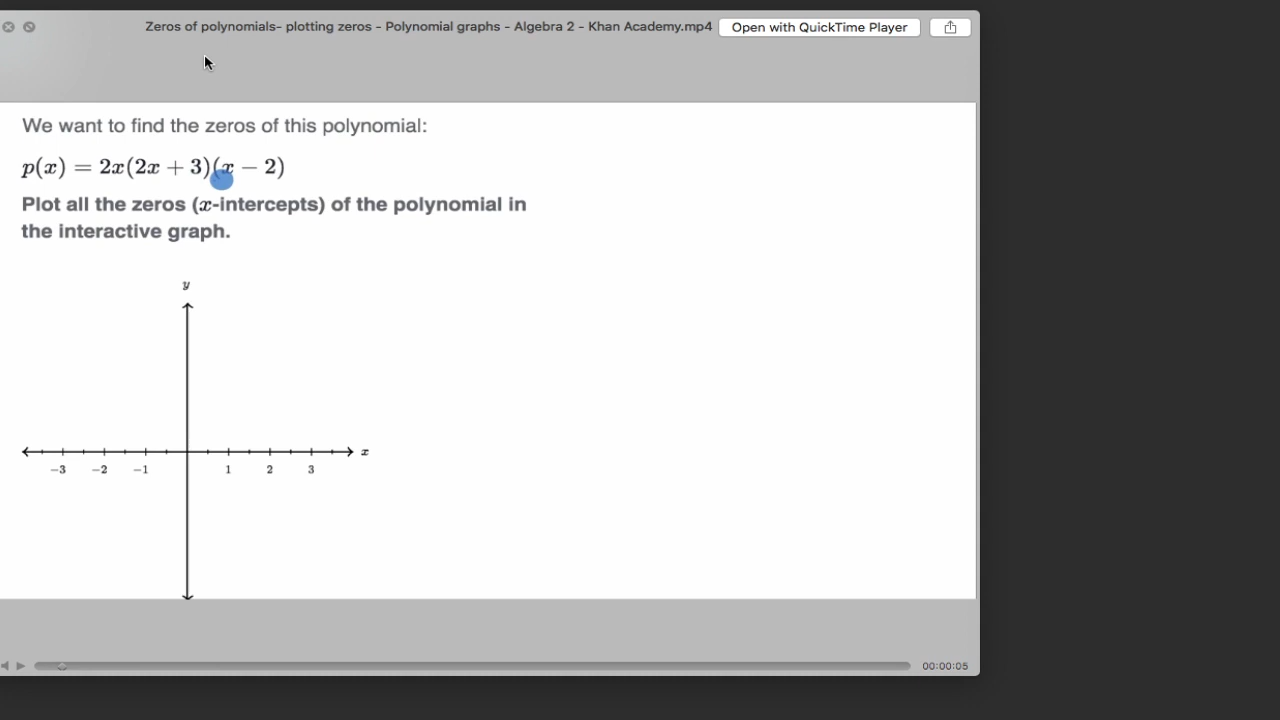 Zeros of polynomials- plotting zeros - Polynomial graphs - Algebra 2 - Khan Academy.mp4
Open with QuickTime Player
We want to find the zeros of this polynomial:
p(x) = 2x(2x + 3)(x − 2)
Plot all the zeros (x-intercepts) of the polynomial in
the interactive graph.
y
x
−3 −2 −1 1 2 3
00:00:05